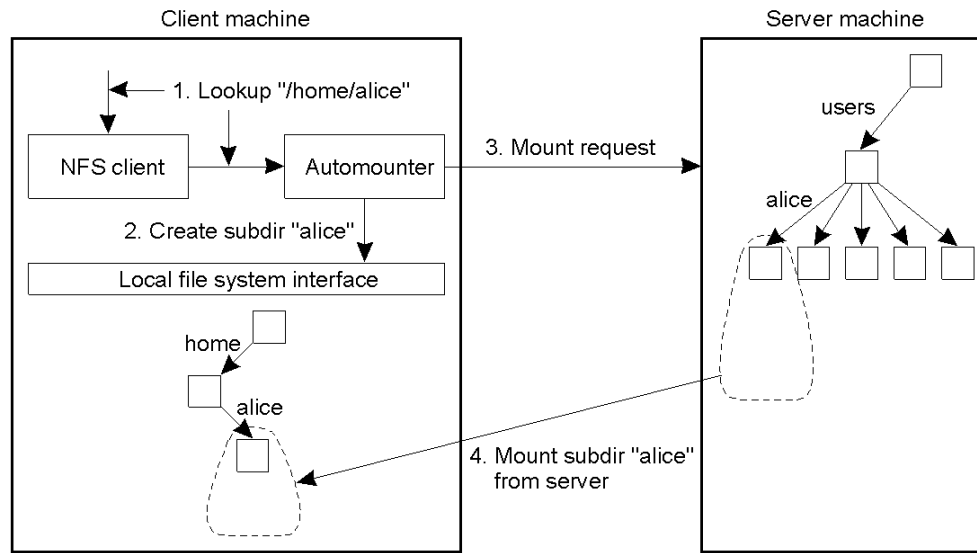 Client machine
Server machine
1. Lookup "/home/alice"
users
NFS client
Automounter
3. Mount request
alice
2. Create subdir "alice"
Local file system interface
home
alice
4. Mount subdir "alice"
from server